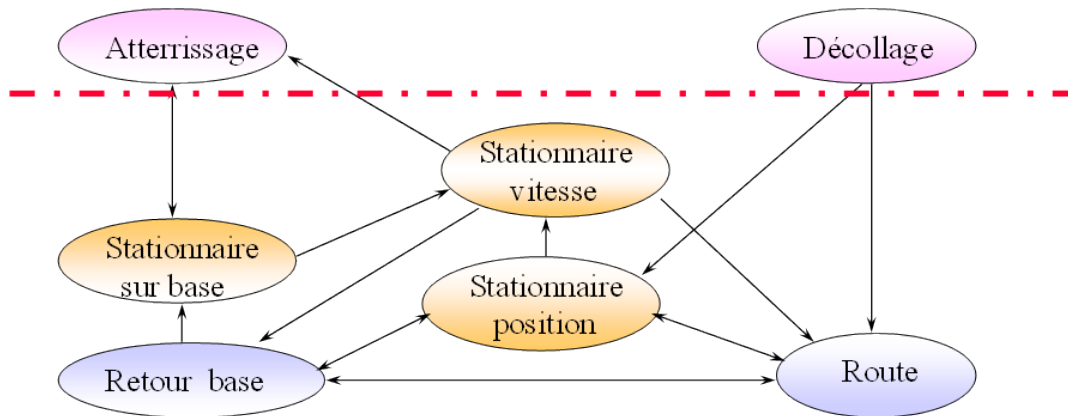 Atterrissage
Décollage
Stationnaire
vitesse
Stationnaire
sur base
Stationnaire
position
Retour base
Route